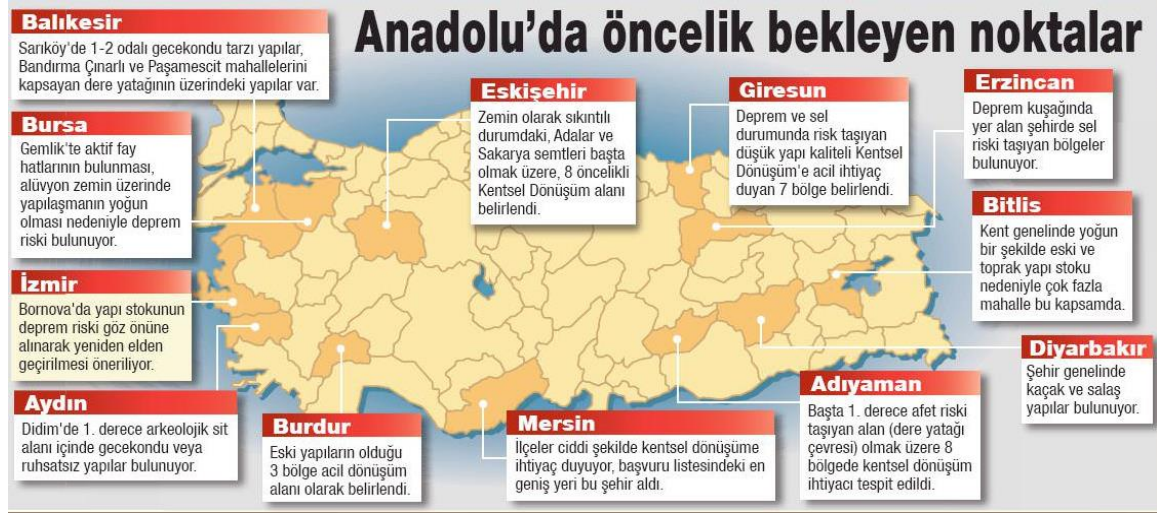 Anadolu'da öncelik bekleyen noktalar
Balıkesir
Sarıköy'de 1-2 odalı gecekondu tarzı yapılar,
Bandırma Çınarlı ve Paşamescit mahallelerini
kapsayan dere yatağının üzerindeki yapılar var.
Bursa
Gemlik'te aktif fay
hatlarının bulunması,
alüvyon zemin üzerinde
yapılaşmanın yoğun
olması nedeniyle deprem
riski bulunuyor.
İzmir
Bornova'da yapı stokunun
deprem riski göz önüne
alınarak yeniden elden
geçirilmesi öneriliyor.
Aydın
Didim'de 1. derece arkeolojik sit
alanı içinde gecekondu veya
ruhsatsız yapılar bulunuyor.
Eskişehir
Zemin olarak sıkıntılı
durumdaki, Adalar ve
Sakarya semtleri başta
olmak üzere, 8 öncelikli
Kentsel Dönüşüm alanı
belirlendi.
Giresun
Deprem ve sel
durumunda risk taşıyan
düşük yapı kaliteli Kentsel
Dönüşüm'e acil ihtiyaç
duyan 7 bölge belirlendi.
Erzincan
Deprem kuşağında
yer alan şehirde sel
riski taşıyan bölgeler
bulunuyor.
Bitlis
Kent genelinde yoğun
bir şekilde eski ve
toprak yapı stoku
nedeniyle çok fazla
mahalle bu kapsamda.
Diyarbakır
Şehir genelinde
kaçak ve salaş
yapılar bulunuyor.
Burdur
Eski yapıların olduğu
3 bölge acil dönüşüm
alanı olarak belirlendi.
Mersin
İlçeler ciddi şekilde kentsel dönüşüme
ihtiyaç duyuyor, başvuru listesindeki en
geniş yeri bu şehir aldı.
Adıyaman
Başta 1. derece afet riski
taşıyan alan (dere yatağı
çevresi) olmak üzere 8
bölgede kentsel dönüşüm
ihtiyacı tespit edildi.